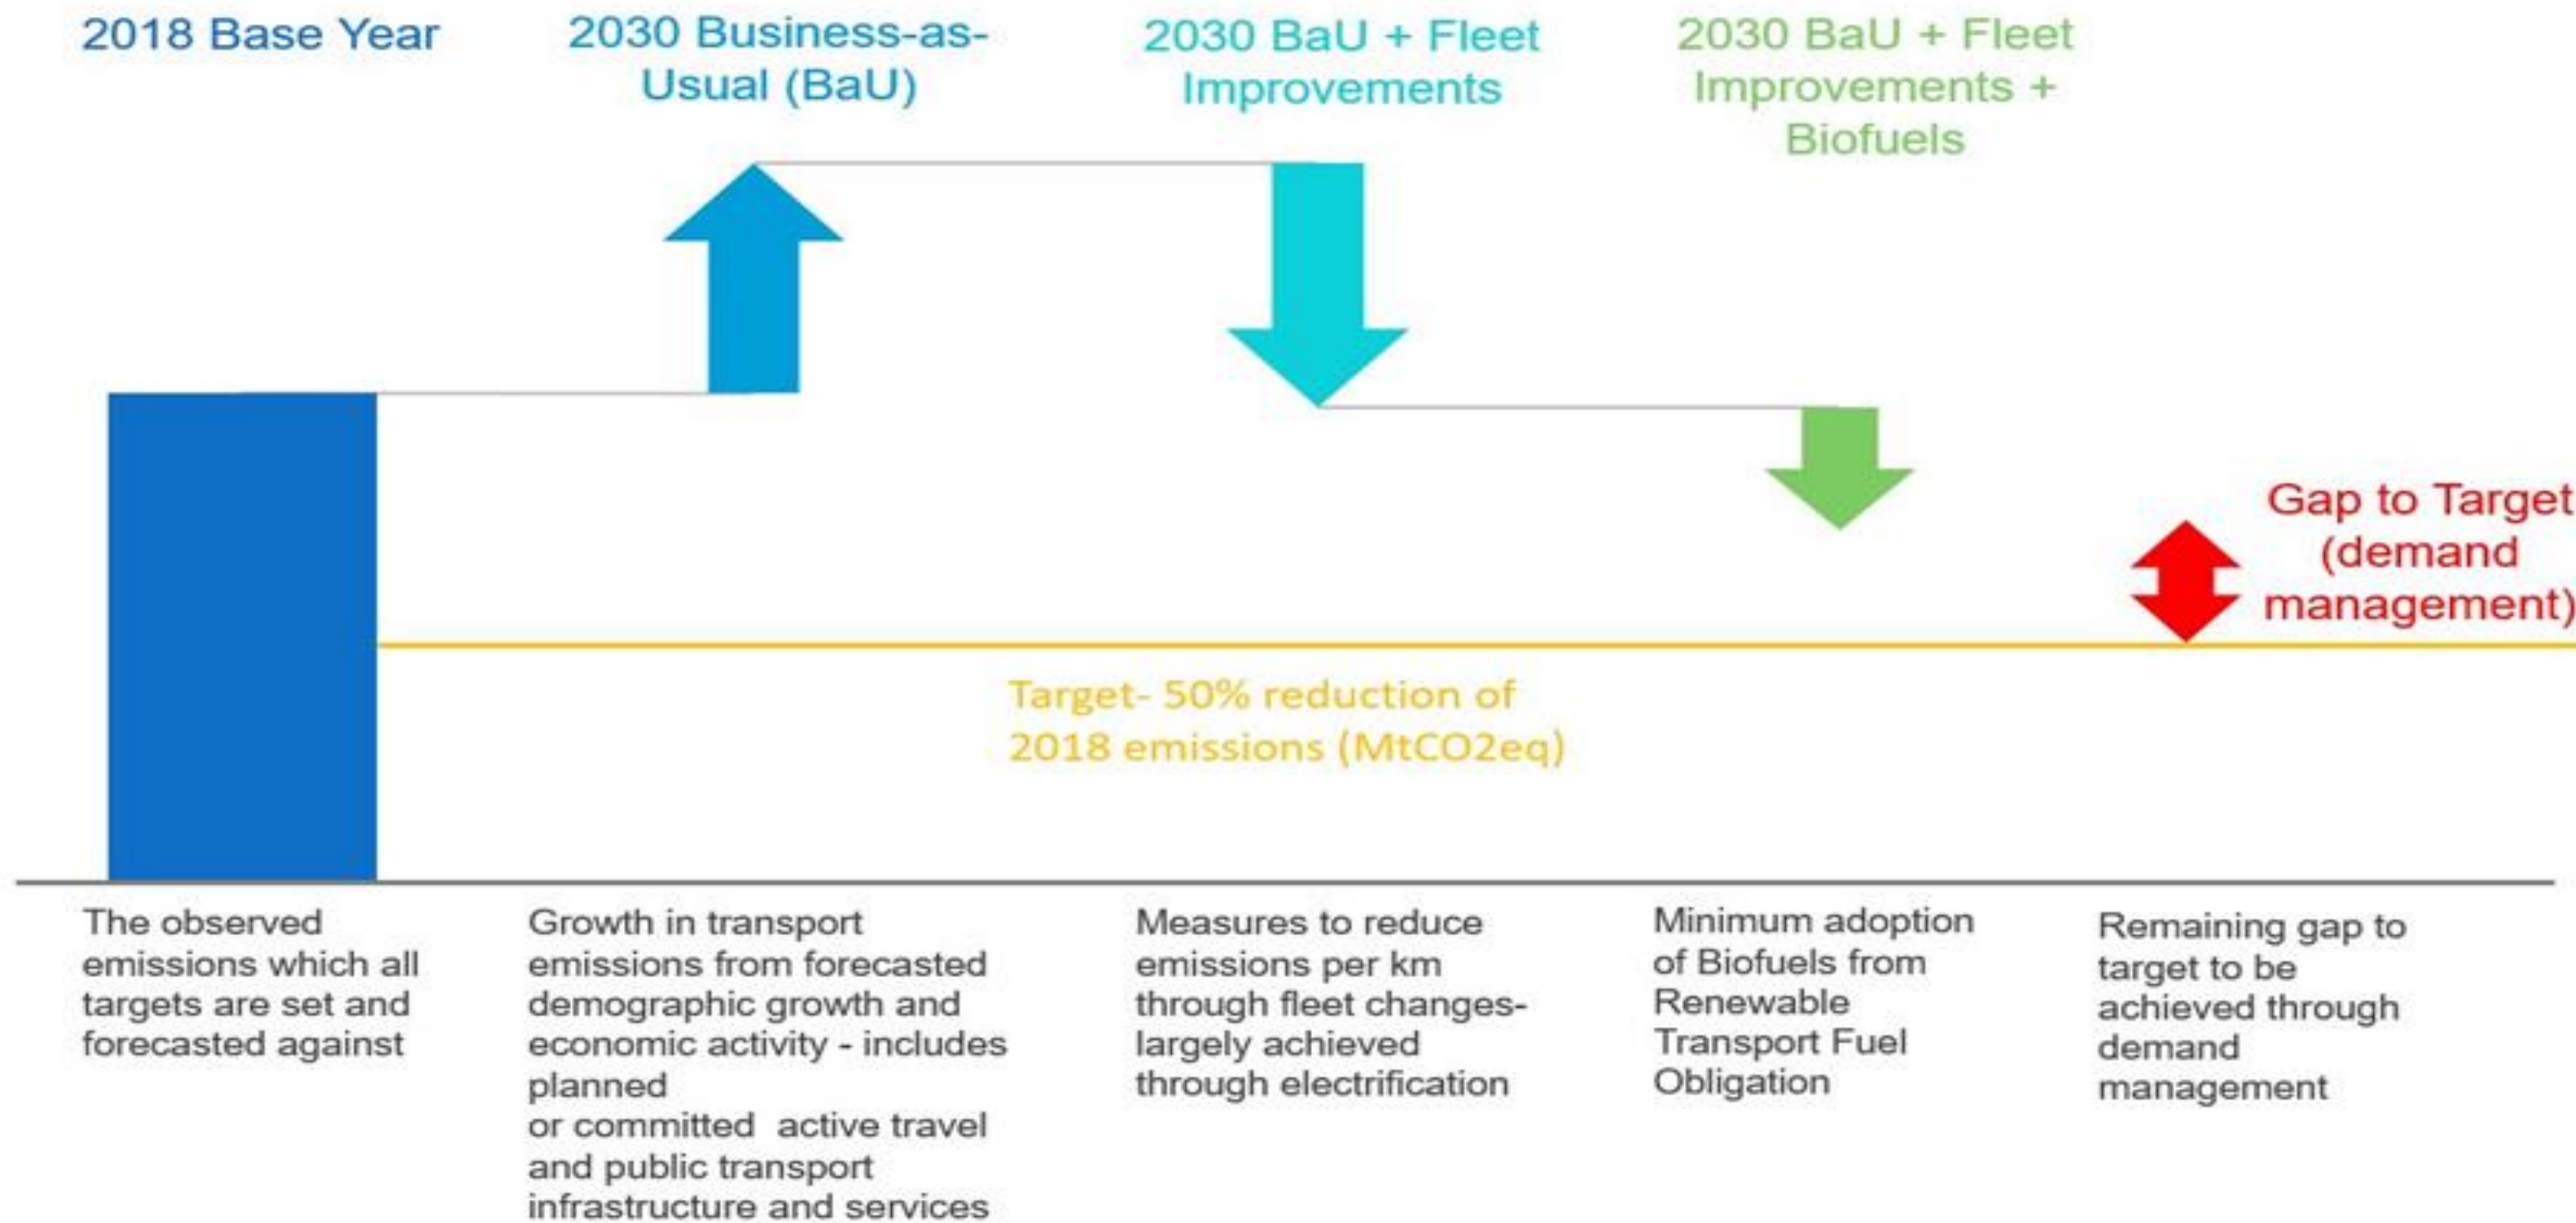 2018 Base Year
2030 Business-as-
Usual (BaU)
2030 BaU + Fleet
Improvements
2030 BaU + Fleet
Improvements +
Biofuels
Gap to Target
(demand
management)
Target- 50% reduction of
2018 emissions (MtCO2eq)
The observed
emissions which all
targets are set and
forecasted against
Growth in transport
emissions from forecasted
demographic growth and
economic activity - includes
planned
or committed  active travel
and public transport
infrastructure and services
Measures to reduce
emissions per km
through fleet changes-
largely achieved
through electrification
Minimum adoption
of Biofuels from
Renewable
Transport Fuel
Obligation
Remaining gap to
target to be
achieved through
demand
management